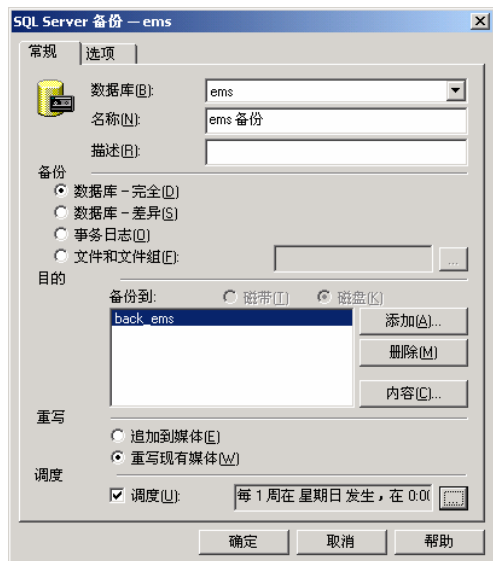 SQL Server 备份 — ems
常规
选项
数据库(B):
ems
名称(N):
ems 备份
描述(R):
备份
数据库 – 完全(D)
数据库 – 差异(S)
事务日志(O)
文件和文件组(F):
...
目的
备份到:
磁带(T)
磁盘(K)
back_ems
添加(A)...
删除(M)
内容(C)...
重写
追加到媒体(E)
重写现有媒体(W)
调度
调度(U):
每 1 周在 星期日 发生，在 0:0
...
确定
取消
帮助